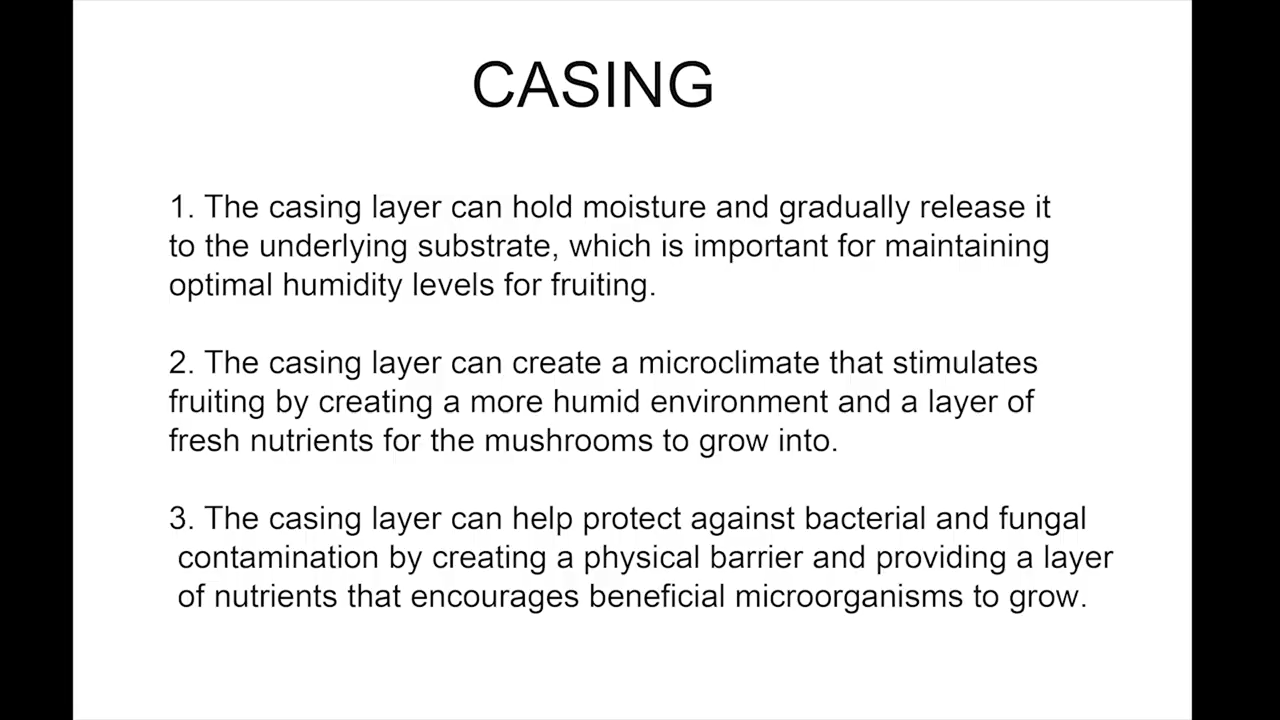 CASING
1. The casing layer can hold moisture and gradually release it
to the underlying substrate, which is important for maintaining
optimal humidity levels for fruiting.
2. The casing layer can create a microclimate that stimulates
fruiting by creating a more humid environment and a layer of
fresh nutrients for the mushrooms to grow into.
3. The casing layer can help protect against bacterial and fungal
contamination by creating a physical barrier and providing a layer
of nutrients that encourages beneficial microorganisms to grow.